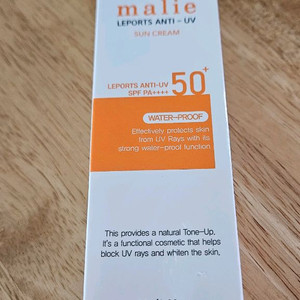 malie
LEPORTS ANTI - UV
SUN CREAM
LEPORTS ANTI-UV
SPF PA++++ 50+
WATER-PROOF
Effectively protects skin
from UV Rays with its
strong water-proof function
This provides a natural Tone-Up.
It's a functional cosmetic that helps
block UV rays and whiten the skin.